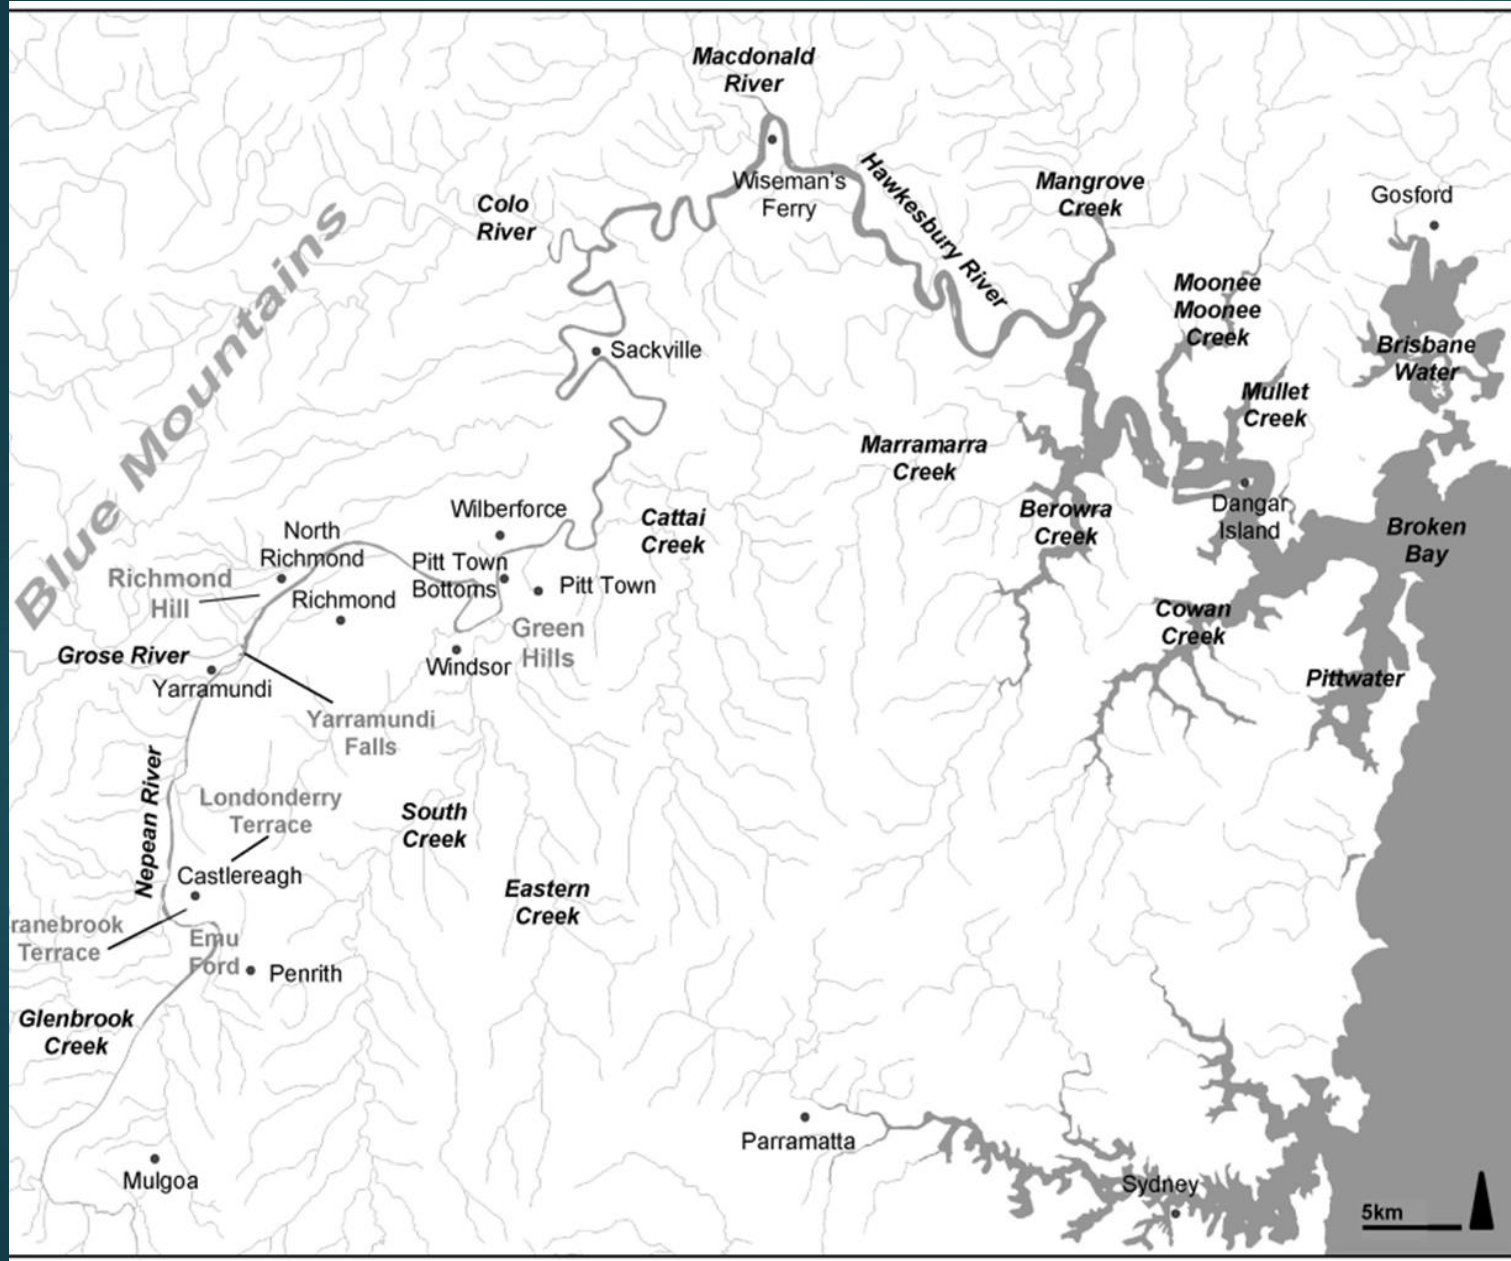 Macdonald
River
Wiseman's
Ferry
Hawkesbury River
Mangrove
Creek
Gosford
Colo
River
Blue Mountains
Moonee
Moonee
Creek
Brisbane
Water
Sackville
Mullet
Creek
Marramarra
Creek
Dangar
Island
Berowra
Creek
Broken
Bay
Wilberforce
Cattai
Creek
North
Richmond
Pitt Town
Bottoms
Pitt Town
Richmond
Hill
Richmond
Green
Hills
Windsor
Cowan
Creek
Pittwater
Grose River
Yarramundi
Yarramundi
Falls
Nepean River
Londonderry
Terrace
South
Creek
Castlereagh
Eastern
Creek
ranebrook
Terrace
Emu
Ford
Penrith
Glenbrook
Creek
Parramatta
Mulgoa
Sydney
5km